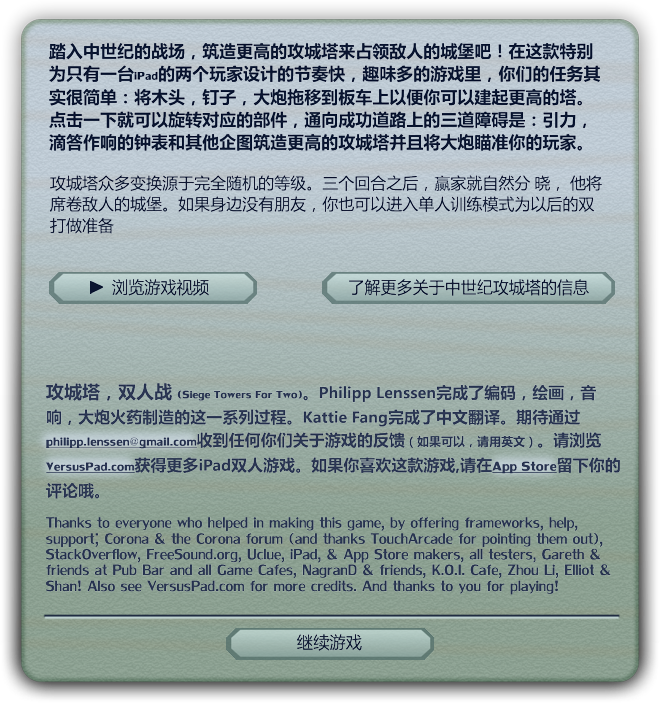 踏入中世纪的战场，筑造更高的攻城塔来占领敌人的城堡吧！在这款特别
为只有一台iPad的两个玩家设计的节奏快，趣味多的游戏里，你们的任务其
实很简单：将木头，钉子，大炮拖移到板车上以便你可以建起更高的塔。
点击一下就可以旋转对应的部件，通向成功道路上的三道障碍是：引力，
滴答作响的钟表和其他企图筑造更高的攻城塔并且将大炮瞄准你的玩家。
攻城塔众多变换源于完全随机的等级。三个回合之后，赢家就自然分 晓， 他将
席卷敌人的城堡。如果身边没有朋友，你也可以进入单人训练模式为以后的双
打做准备
▶ 浏览游戏视频
了解更多关于中世纪攻城塔的信息
攻城塔，双人战 (Siege Towers For Two)。Philipp Lenssen完成了编码，绘画，音
响，大炮火药制造的这一系列过程。Kattie Fang完成了中文翻译。期待通过
philipp.lenssen@gmail.com收到任何你们关于游戏的反馈（如果可以，请用英文）。请浏览
VersusPad.com获得更多iPad双人游戏。如果你喜欢这款游戏,请在App Store留下你的
评论哦。
Thanks to everyone who helped in making this game, by offering frameworks, help,
support; Corona & the Corona forum (and thanks TouchArcade for pointing them out),
StackOverflow, FreeSound.org, Uclue, iPad, & App Store makers, all testers, Gareth &
friends at Pub Bar and all Game Cafes, NagranD & friends, K.O.I. Cafe, Zhou Li, Elliot &
Shan! Also see VersusPad.com for more credits. And thanks to you for playing!
继续游戏